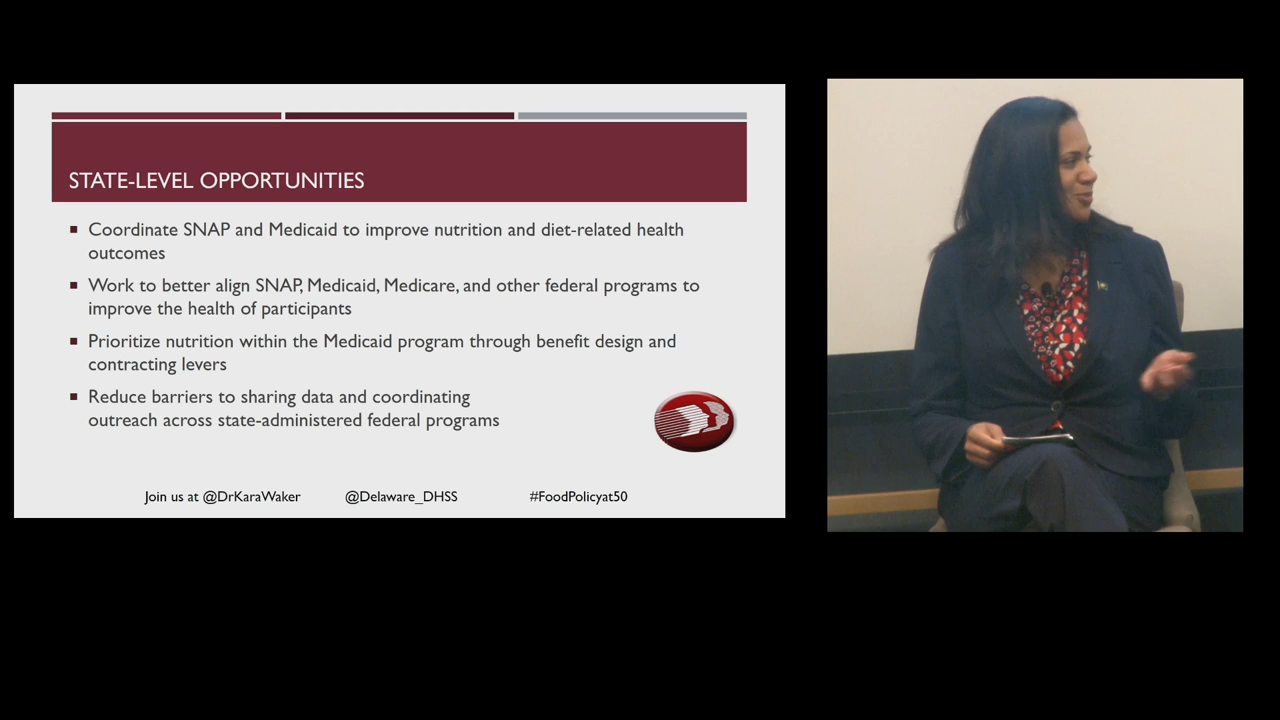 STATE-LEVEL OPPORTUNITIES
Coordinate SNAP and Medicaid to improve nutrition and diet-related health
outcomes
Work to better align SNAP, Medicaid, Medicare, and other federal programs to
improve the health of participants
Prioritize nutrition within the Medicaid program through benefit design and
contracting levers
Reduce barriers to sharing data and coordinating
outreach across state-administered federal programs
Join us at @DrKaraWaker @Delaware_DHSS #FoodPolicyat50